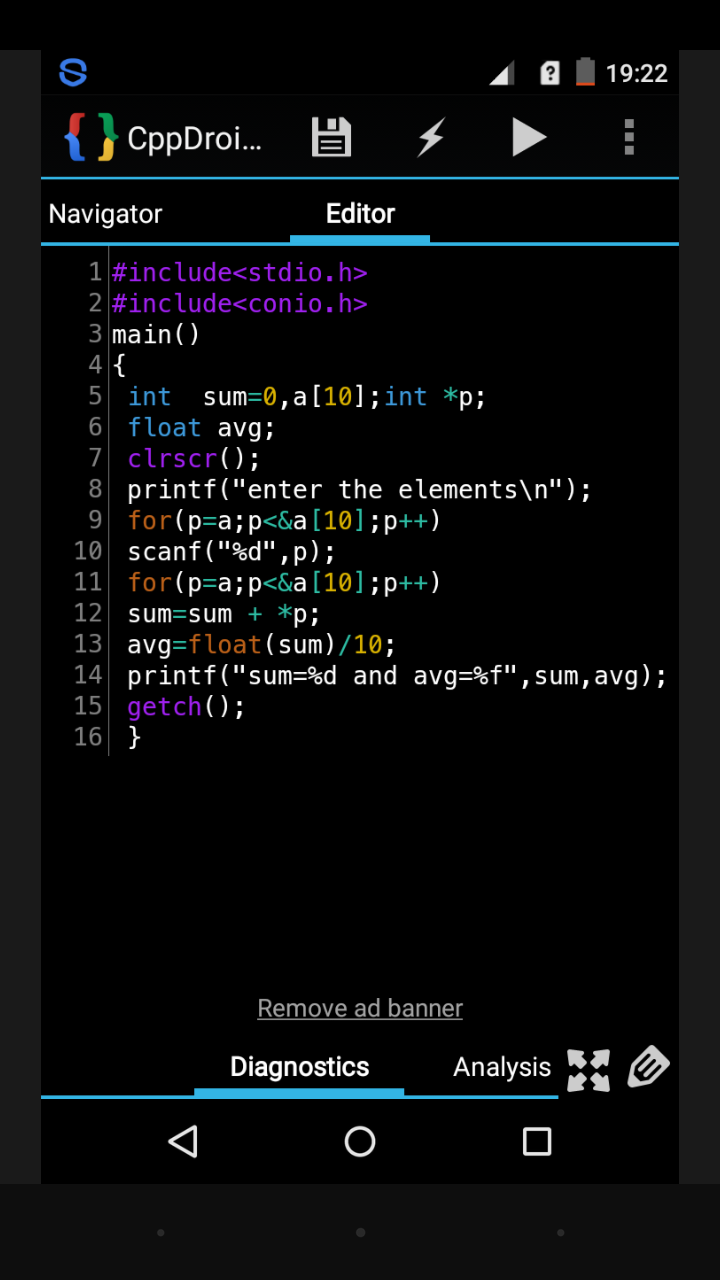 19:22
CppDroi...
Navigator Editor
1 #include<stdio.h>
2 #include<conio.h>
3 main()
4 {
5 int  sum=0,a[10];int *p;
6 float avg;
7 clrscr();
8 printf("enter the elements\n");
9 for(p=a;p<&a[10];p++)
10 scanf("%d",p);
11 for(p=a;p<&a[10];p++)
12 sum=sum + *p;
13 avg=float(sum)/10;
14 printf("sum=%d and avg=%f",sum,avg);
15 getch();
16 }
Remove ad banner
Diagnostics Analysis